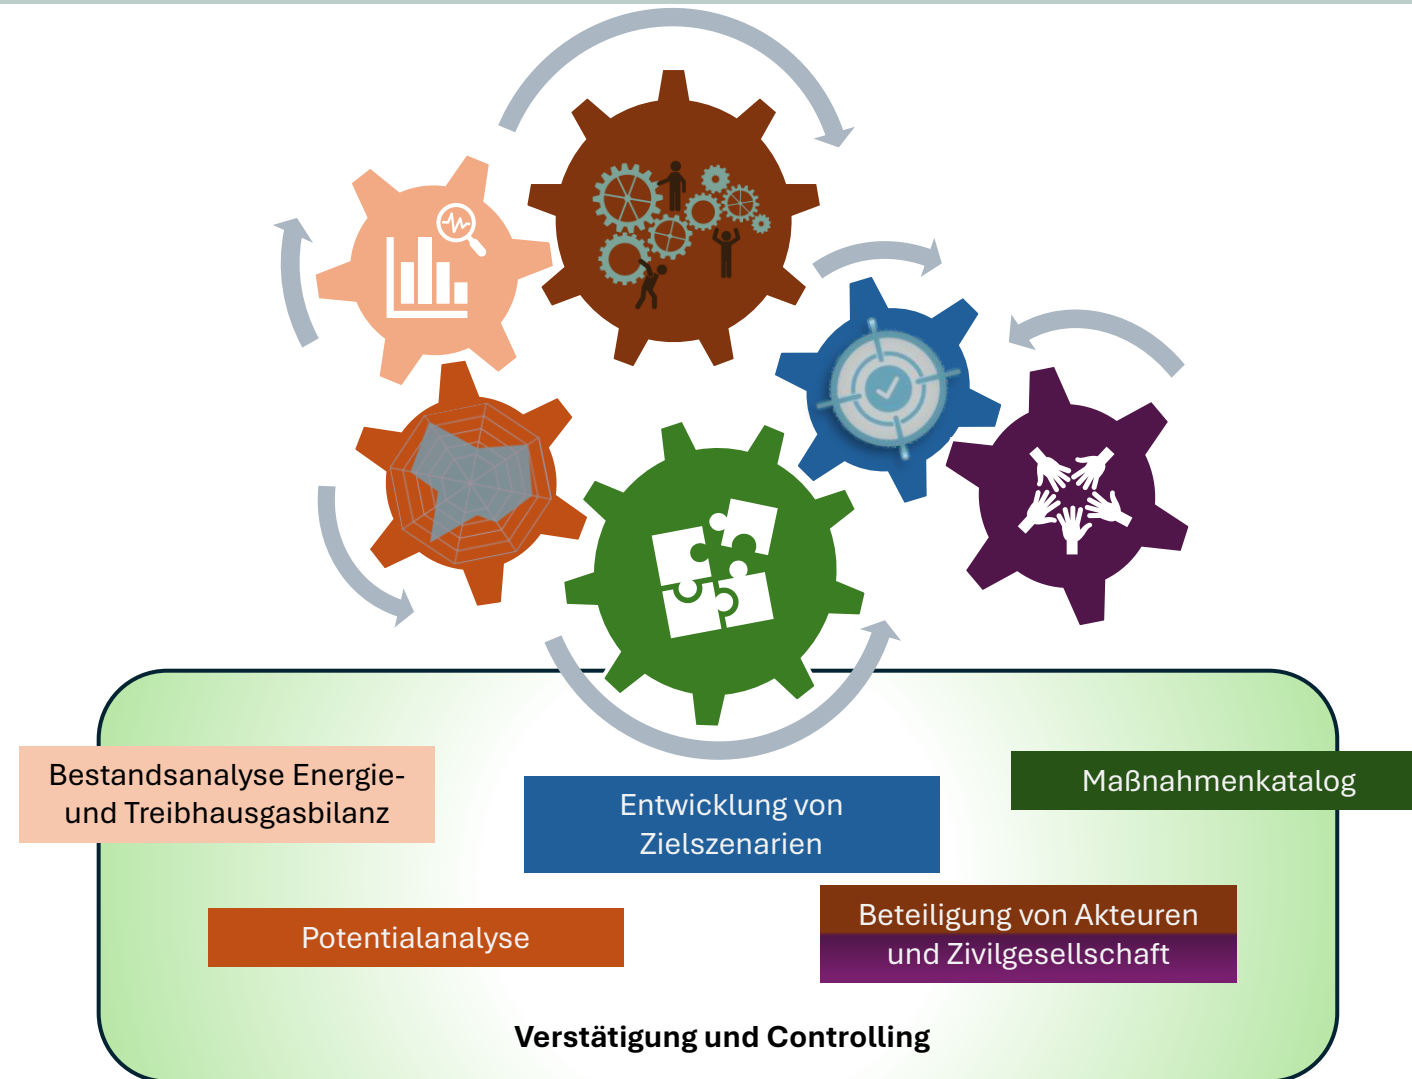 Bestandsanalyse Energie-
und Treibhausgasbilanz
Entwicklung von
Zielszenarien
Maßnahmenkatalog
Potentialanalyse
Beteiligung von Akteuren
und Zivilgesellschaft
Verstätigung und Controlling